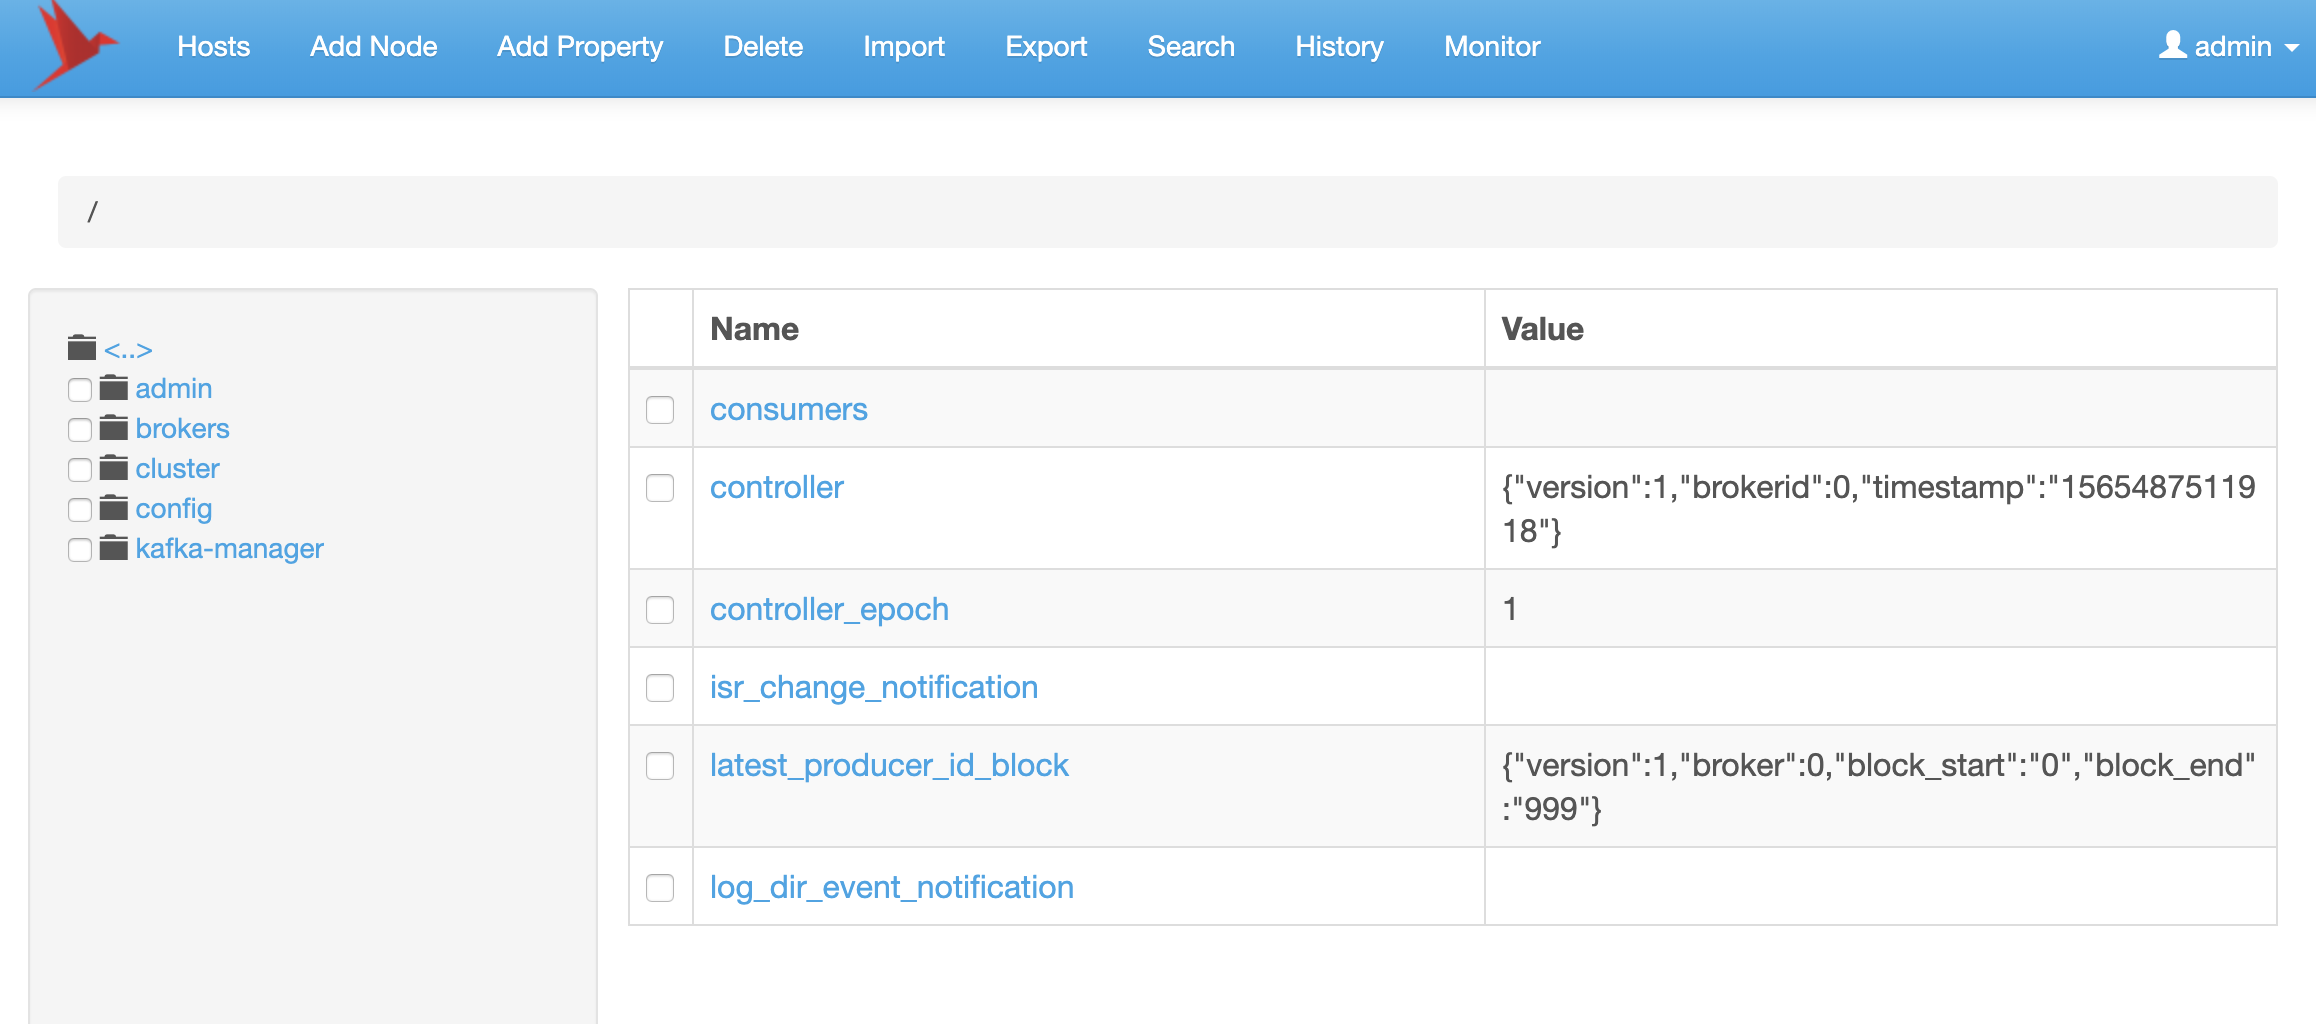 Hosts Add Node Add Property Delete Import Export Search History Monitor admin
/
<..>
admin
brokers
cluster
config
kafka-manager
Name Value
consumers
controller {"version":1,"brokerid":0,"timestamp":"15654875119
18"}
controller_epoch 1
isr_change_notification
latest_producer_id_block {"version":1,"broker":0,"block_start":"0","block_end"
:"999"}
log_dir_event_notification